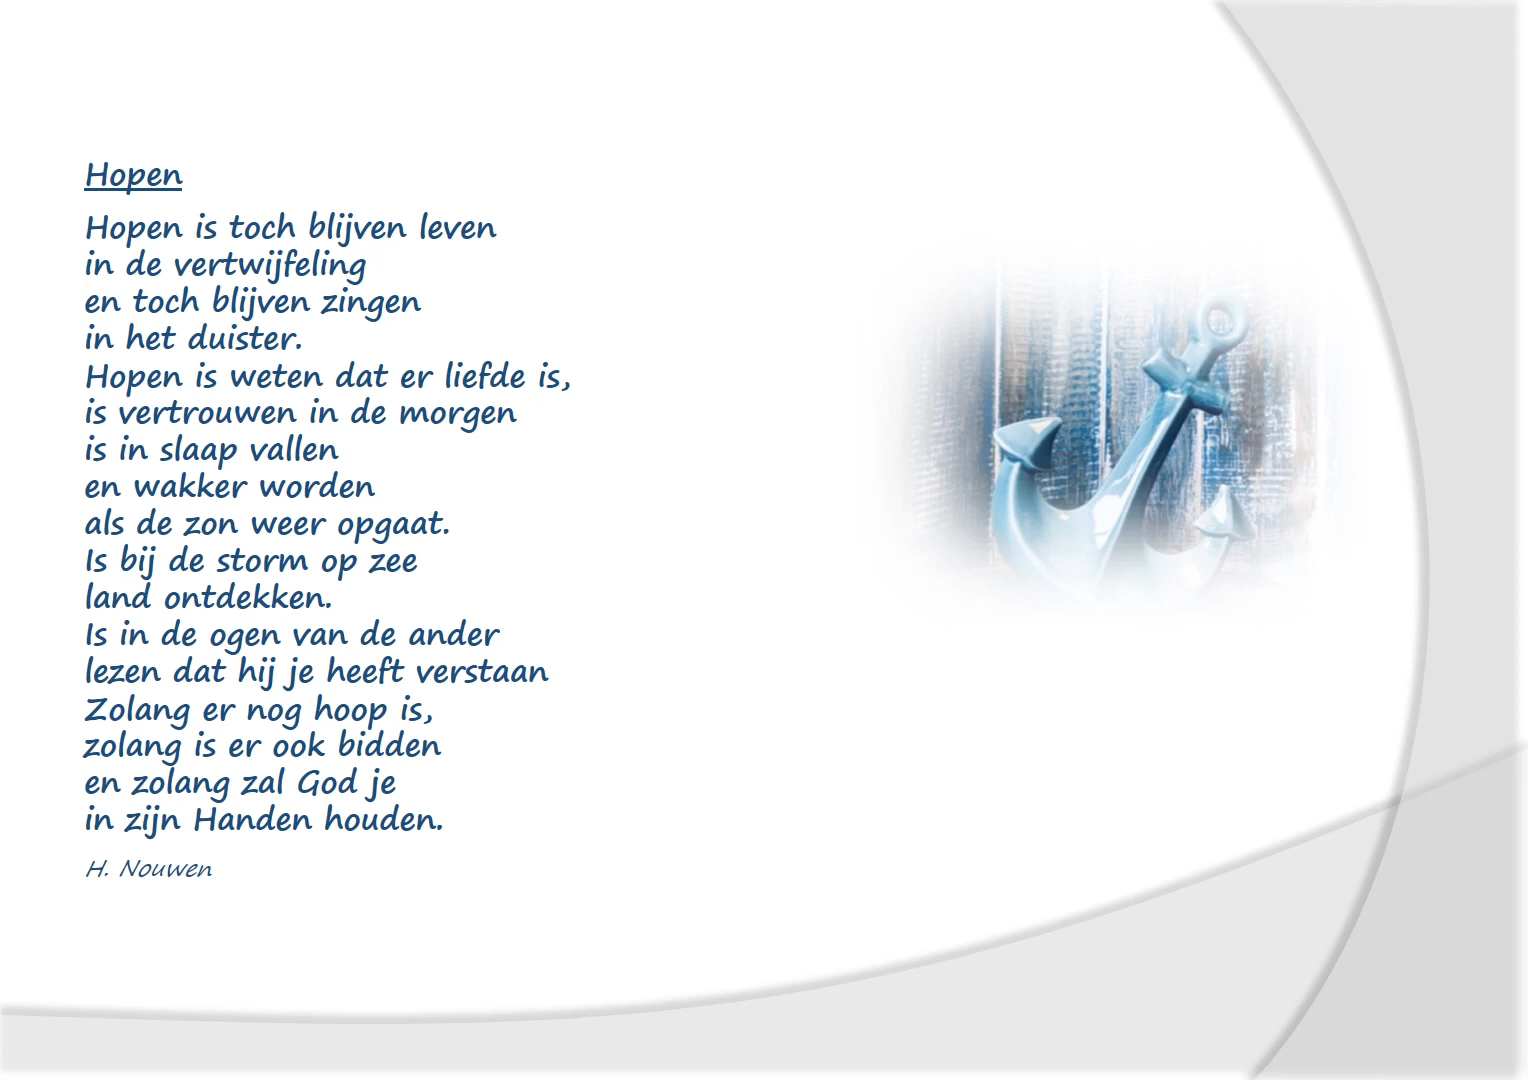 Hopen
Hopen is toch blijven leven
in de vertwijfeling
en toch blijven zingen
in het duister.
Hopen is weten dat er liefde is,
is vertrouwen in de morgen
is in slaap vallen
en wakker worden
als de zon weer opgaat.
Is bij de storm op zee
land ontdekken.
Is in de ogen van de ander
lezen dat hij je heeft verstaan
Zolang er nog hoop is,
zolang is er ook bidden
en zolang zal God je
in zijn Handen houden.
H. Nouwen